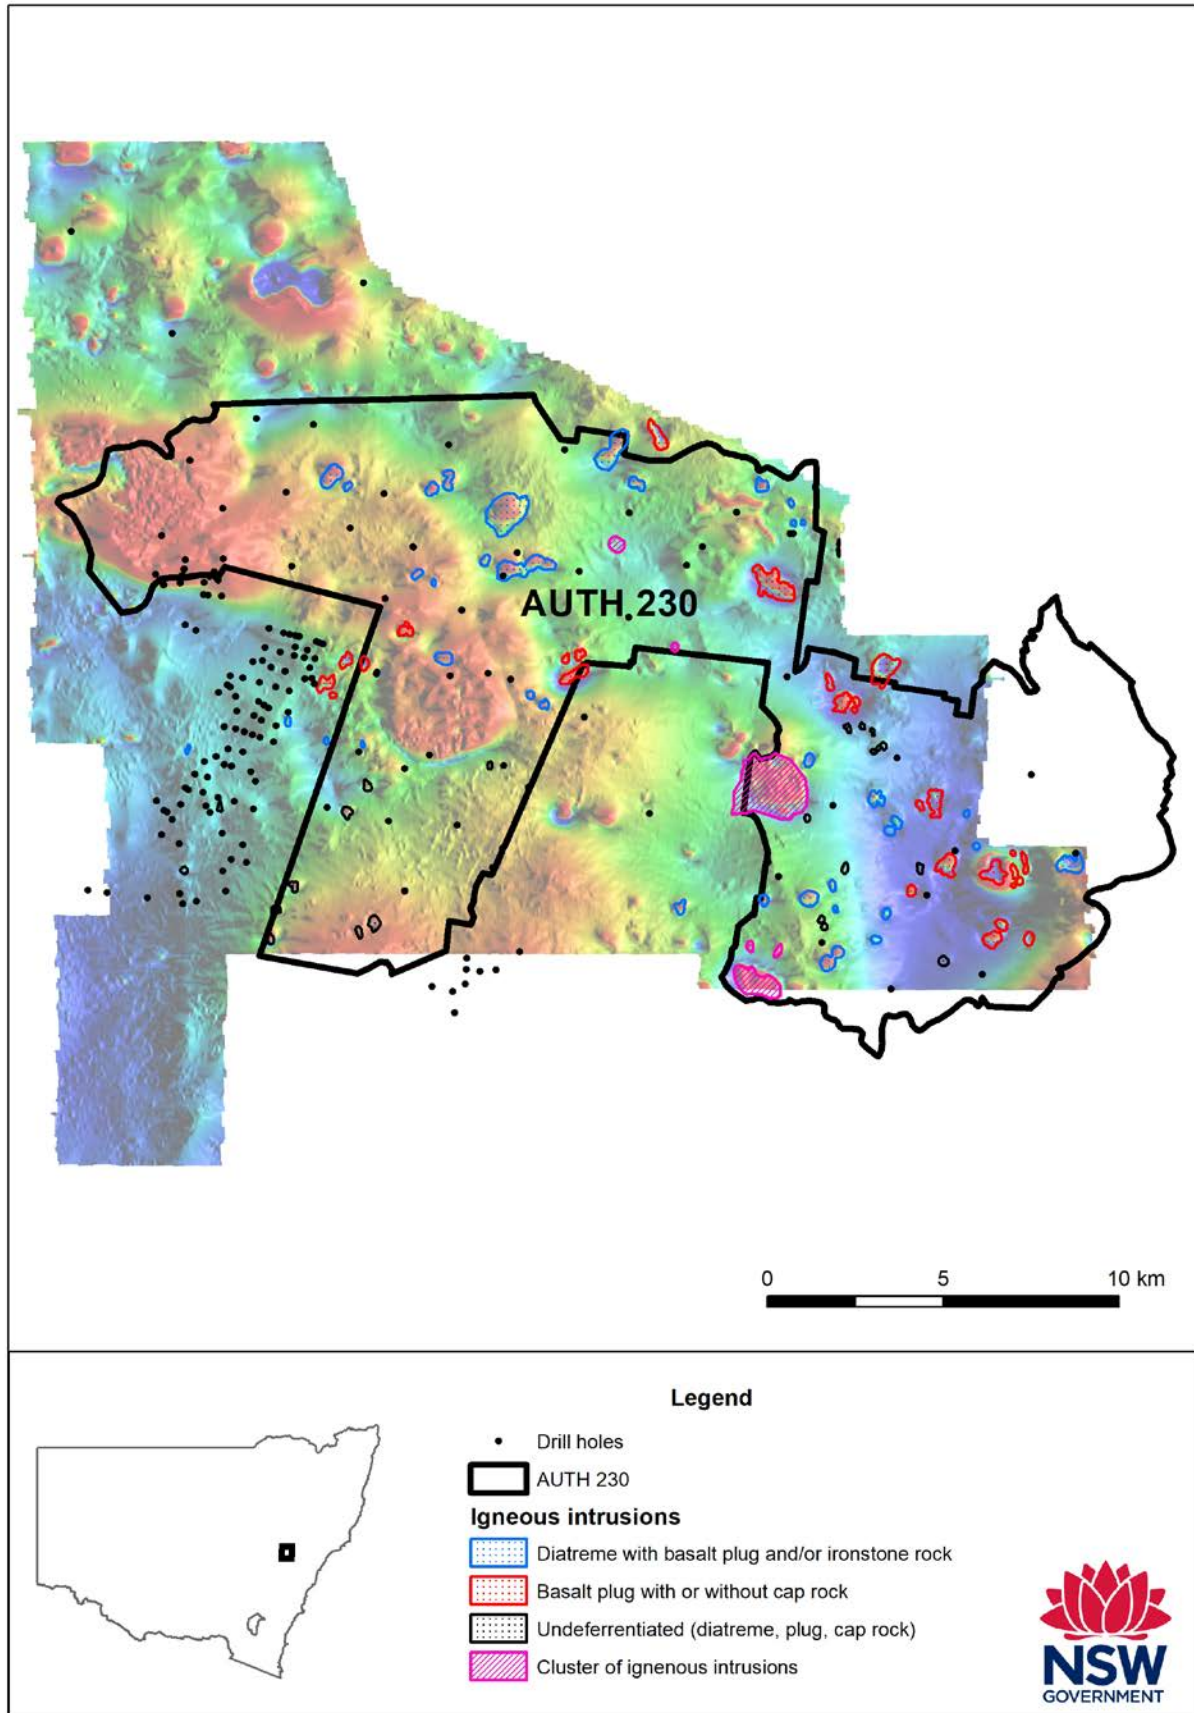 AUTH 230
0 5 10 km
Legend
Drill holes
AUTH 230
Igneous intrusions
Diatreme with basalt plug and/or ironstone rock
Basalt plug with or without cap rock
Undeferrentiated (diatreme, plug, cap rock)
Cluster of ignenous intrusions
NSW
GOVERNMENT